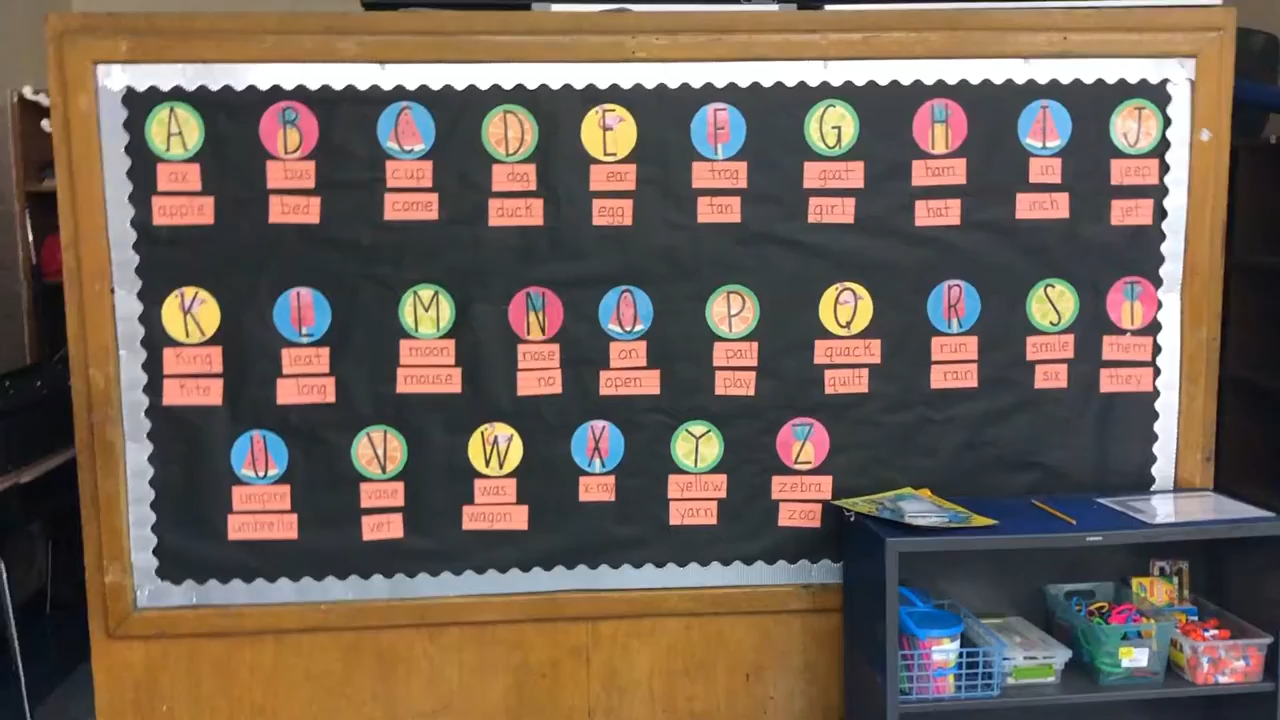 A B C D E F G H I J
ax bus cup dog ear frog goat ham in jeep
apple bed come duck egg fan girl hat inch jet
K L M N O P Q R S T
King leaf moon nose on pail quack run smile them
Kite long mouse no open play quilt rain six they
U V W X Y Z
umpire vase was x-ray yellow zebra
umbrella vet wagon yarn zoo